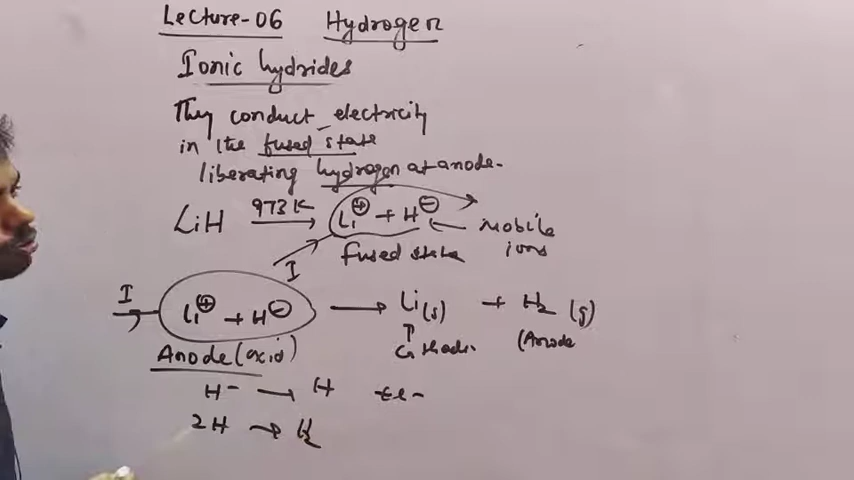 Lecture-06 Hydrogen
Ionic hydrides
They conduct electricity
in the fused state
liberating hydrogen at anode.
LiH 973K Li⊕ + H⊖ mobile ions
fused state
I
I Li⊕ + H⊖ → Li(s) + H2 (g)
Anode (oxid) Cathode. (Anode
H- → H +e-
2H → H2